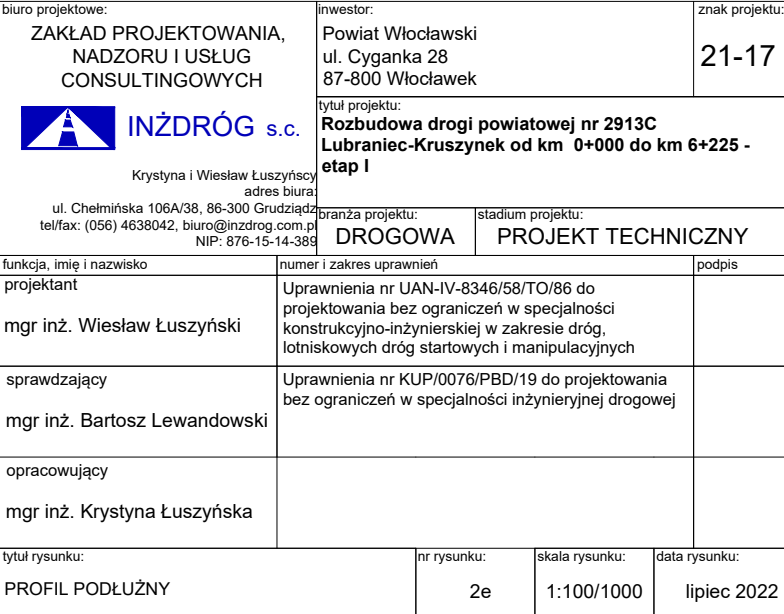 biuro projektowe:
ZAKŁAD PROJEKTOWANIA,
NADZORU I USŁUG
CONSULTINGOWYCH
INŻDRÓG s.c.
Krystyna i Wiesław Łuszyńscy
adres biura:
ul. Chełmińska 106A/38, 86-300 Grudziądz
tel/fax: (056) 4638042, biuro@inzdrog.com.pl
NIP: 876-15-14-389
inwestor:
Powiat Włocławski
ul. Cyganka 28
87-800 Włocławek
znak projektu:
21-17
tytuł projektu:
Rozbudowa drogi powiatowej nr 2913C
Lubraniec-Kruszynek od km 0+000 do km 6+225 -
etap I
branża projektu:
DROGOWA
stadium projektu:
PROJEKT TECHNICZNY
funkcja, imię i nazwisko
numer i zakres uprawnień
podpis
projektant
mgr inż. Wiesław Łuszyński
Uprawnienia nr UAN-IV-8346/58/TO/86 do
projektowania bez ograniczeń w specjalności
konstrukcyjno-inżynierskiej w zakresie dróg,
lotniskowych dróg startowych i manipulacyjnych
sprawdzający
mgr inż. Bartosz Lewandowski
Uprawnienia nr KUP/0076/PBD/19 do projektowania
bez ograniczeń w specjalności inżynieryjnej drogowej
opracowujący
mgr inż. Krystyna Łuszyńska
tytuł rysunku:
PROFIL PODŁUŻNY
nr rysunku:
2e
skala rysunku:
1:100/1000
data rysunku:
lipiec 2022